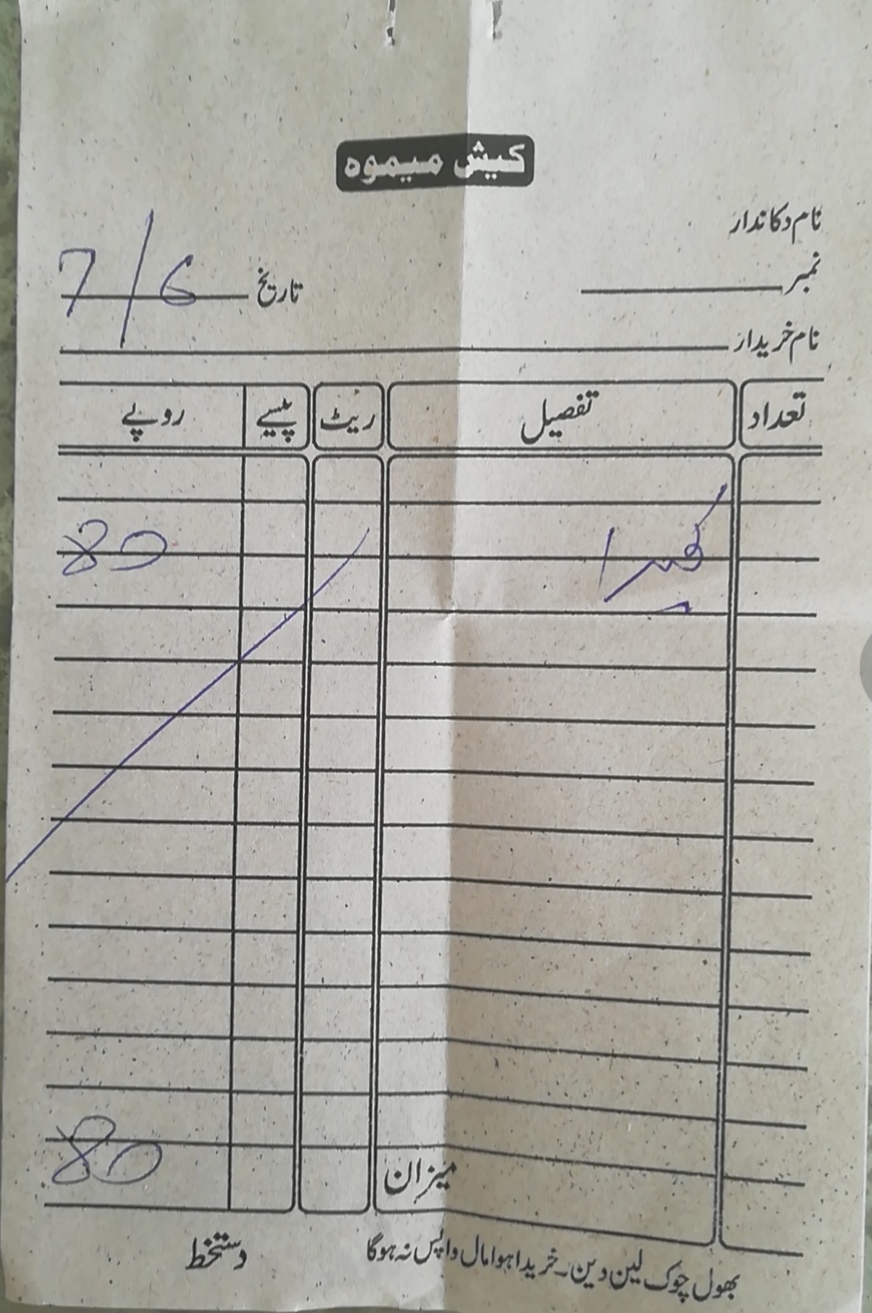 کیش میموہ
نام دکاندار
نمبر تاریخ 7/6
نام خریدار
تعداد تفصیل ریٹ پیسے روپے
کھیرا 80
میزان 80
بھول چوک لین دین۔ خریدا ہوا مال واپس نہ ہوگا دستخط